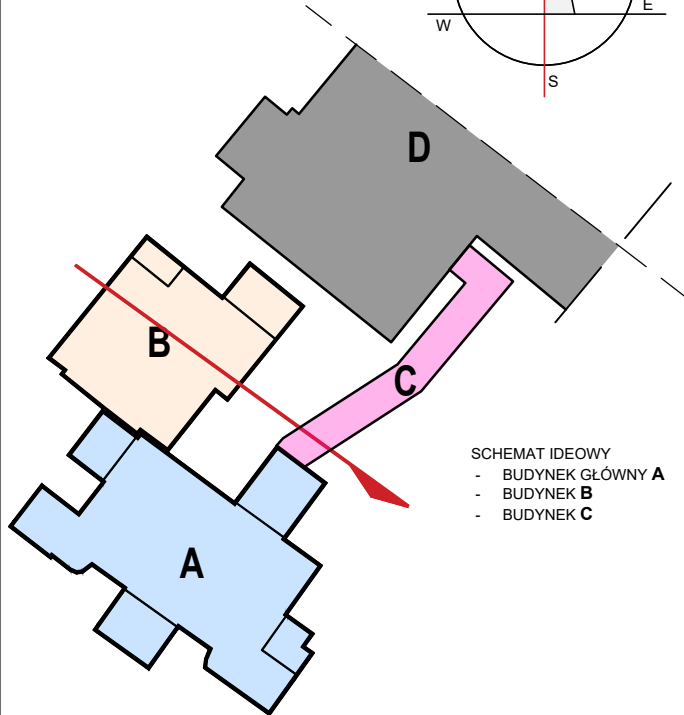 W
E
S
D
B
C
A
SCHEMAT IDEOWY
- BUDYNEK GŁÓWNY A
- BUDYNEK B
- BUDYNEK C